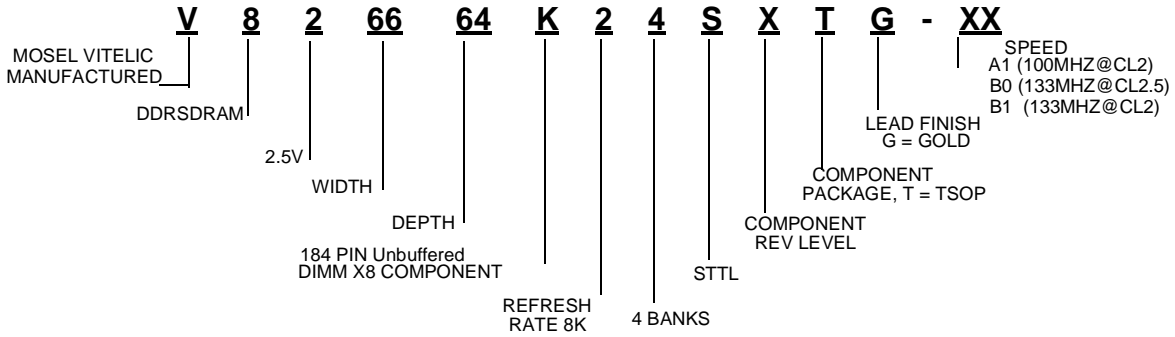 V 8 2 66 64 K 2 4 S X T G - XX
MOSEL VITELIC
MANUFACTURED
DDRSDRAM
2.5V
WIDTH
DEPTH
184 PIN Unbuffered
DIMM X8 COMPONENT
REFRESH
RATE 8K
4 BANKS
STTL
COMPONENT
REV LEVEL
COMPONENT
PACKAGE, T = TSOP
LEAD FINISH
G = GOLD
SPEED
A1 (100MHZ@CL2)
B0 (133MHZ@CL2.5)
B1 (133MHZ@CL2)